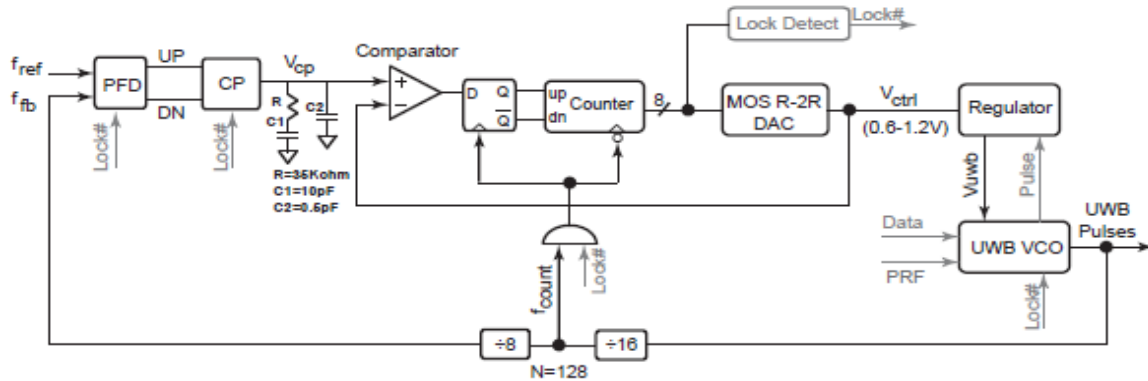 Lock Detect
Lock#
Comparator
f_ref
f_fb
PFD
UP
DN
CP
V_cp
R
C1
C2
+
−
D
Q
Q̅
up
dn
Counter
8
MOS R-2R
DAC
V_ctrl
(0.6-1.2V)
Regulator
Lock#
Lock#
R=35Kohm
C1=10pF
C2=0.5pF
Vuwb
Pulse
UWB
Pulses
Data
PRF
UWB VCO
f_count
Lock#
Lock#
÷8
÷16
N=128